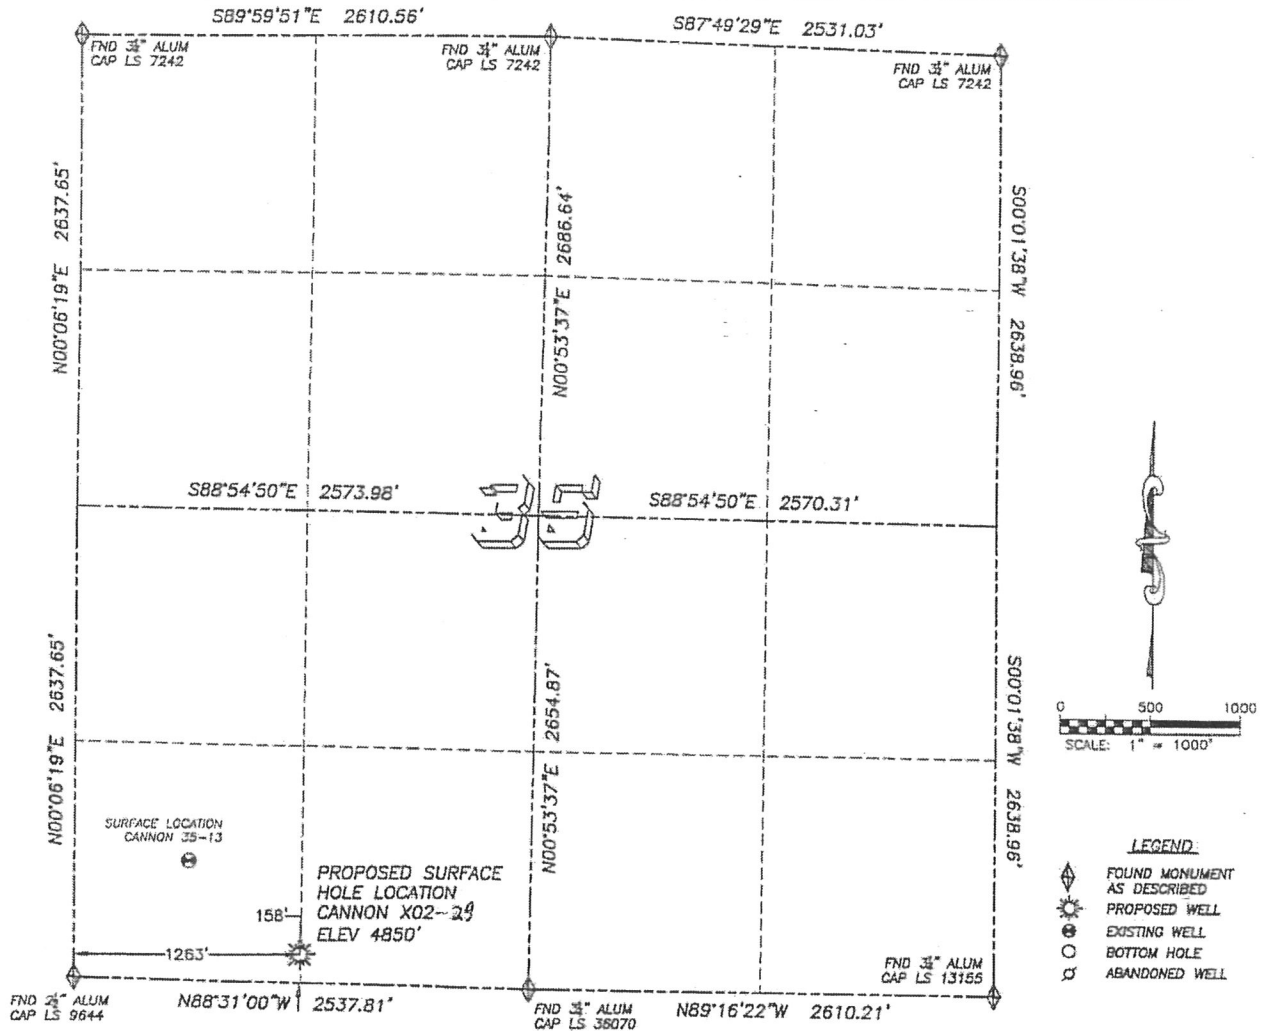 S89°59'51"E 2610.56'
S87°49'29"E 2531.03'
FND 3¼" ALUM
CAP LS 7242
FND 3¼" ALUM
CAP LS 7242
FND 3¼" ALUM
CAP LS 7242
N00°06'19"E 2637.65'
N00°53'37"E 2686.64'
S00°01'38"W 2638.96'
S88°54'50"E 2573.98'
35
S88°54'50"E 2570.31'
N00°06'19"E 2637.65'
N00°53'37"E 2654.87'
S00°01'38"W 2638.96'
0 500 1000
SCALE: 1" = 1000'
SURFACE LOCATION
CANNON 35-13
PROPOSED SURFACE
HOLE LOCATION
CANNON X02-29
ELEV 4850'
158'
1263'
LEGEND:
FOUND MONUMENT
AS DESCRIBED
PROPOSED WELL
EXISTING WELL
BOTTOM HOLE
ABANDONED WELL
FND 2½" ALUM
CAP LS 9644
N88°31'00"W 2537.81'
FND 3¼" ALUM
CAP LS 36070
N89°16'22"W 2610.21'
FND 3¼" ALUM
CAP LS 13155